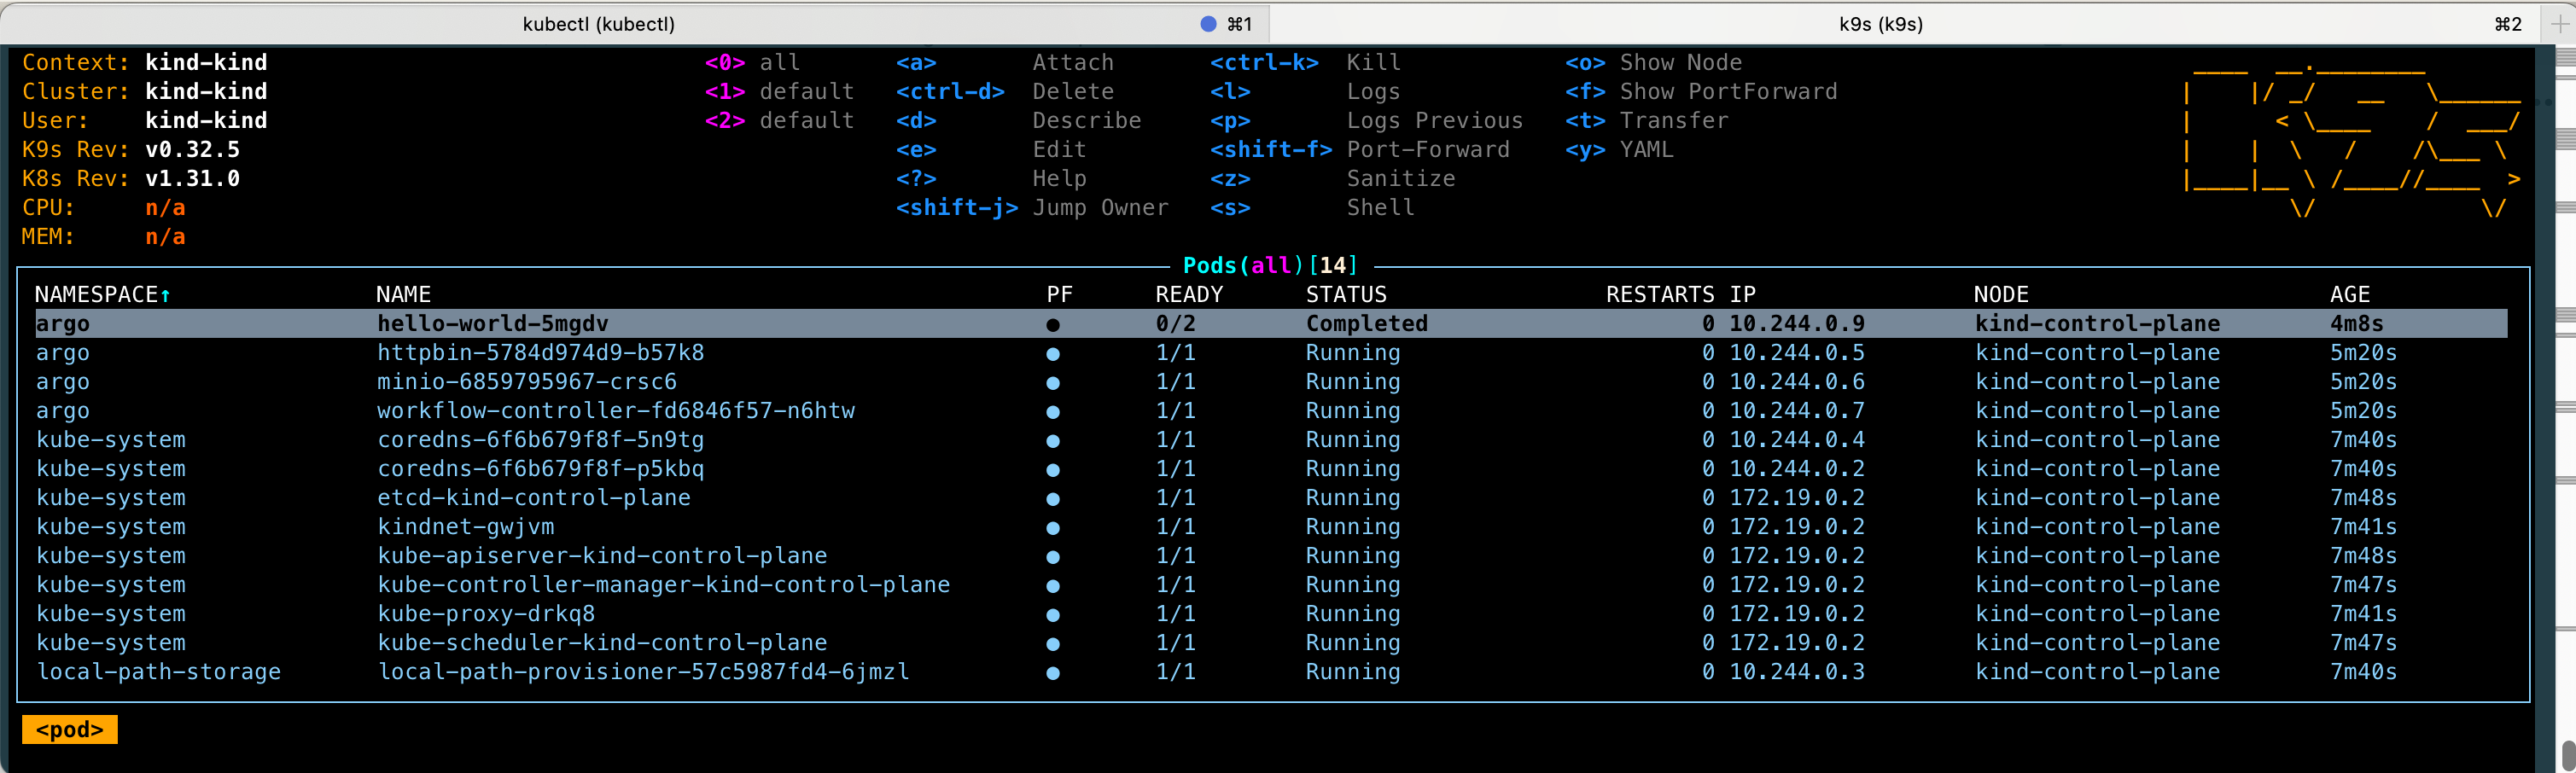 kubectl (kubectl) ⌘1 k9s (k9s) ⌘2
Context: kind-kind <0> all <a> Attach <ctrl-k> Kill <o> Show Node
Cluster: kind-kind <1> default <ctrl-d> Delete <l> Logs <f> Show PortForward
User: kind-kind <2> default <d> Describe <p> Logs Previous <t> Transfer
K9s Rev: v0.32.5 <e> Edit <shift-f> Port-Forward <y> YAML
K8s Rev: v1.31.0 <?> Help <z> Sanitize
CPU: n/a <shift-j> Jump Owner <s> Shell
MEM: n/a
Pods(all)[14]
NAMESPACE↑ NAME PF READY STATUS RESTARTS IP NODE AGE
argo hello-world-5mgdv ● 0/2 Completed 0 10.244.0.9 kind-control-plane 4m8s
argo httpbin-5784d974d9-b57k8 ● 1/1 Running 0 10.244.0.5 kind-control-plane 5m20s
argo minio-6859795967-crsc6 ● 1/1 Running 0 10.244.0.6 kind-control-plane 5m20s
argo workflow-controller-fd6846f57-n6htw ● 1/1 Running 0 10.244.0.7 kind-control-plane 5m20s
kube-system coredns-6f6b679f8f-5n9tg ● 1/1 Running 0 10.244.0.4 kind-control-plane 7m40s
kube-system coredns-6f6b679f8f-p5kbq ● 1/1 Running 0 10.244.0.2 kind-control-plane 7m40s
kube-system etcd-kind-control-plane ● 1/1 Running 0 172.19.0.2 kind-control-plane 7m48s
kube-system kindnet-gwjvm ● 1/1 Running 0 172.19.0.2 kind-control-plane 7m41s
kube-system kube-apiserver-kind-control-plane ● 1/1 Running 0 172.19.0.2 kind-control-plane 7m48s
kube-system kube-controller-manager-kind-control-plane ● 1/1 Running 0 172.19.0.2 kind-control-plane 7m47s
kube-system kube-proxy-drkq8 ● 1/1 Running 0 172.19.0.2 kind-control-plane 7m41s
kube-system kube-scheduler-kind-control-plane ● 1/1 Running 0 172.19.0.2 kind-control-plane 7m47s
local-path-storage local-path-provisioner-57c5987fd4-6jmzl ● 1/1 Running 0 10.244.0.3 kind-control-plane 7m40s
<pod>